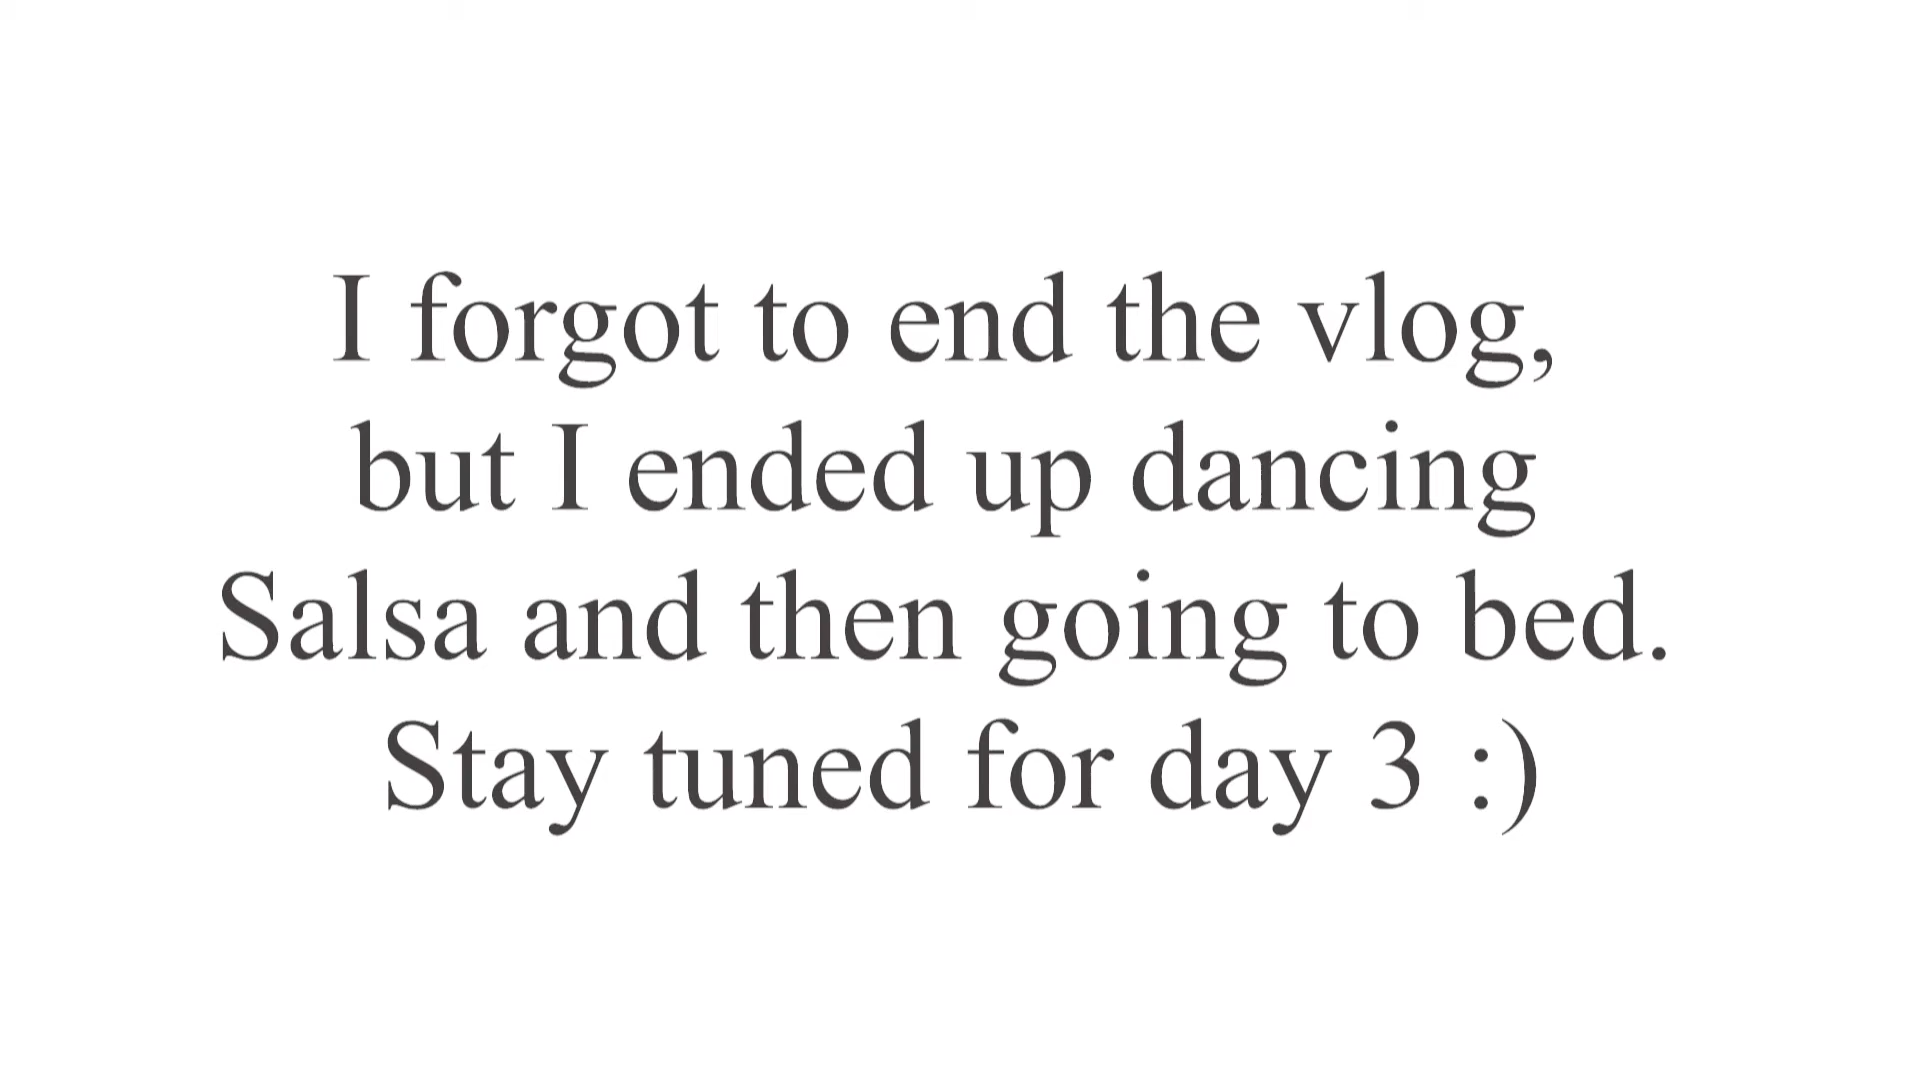 I forgot to end the vlog,
but I ended up dancing
Salsa and then going to bed.
Stay tuned for day 3 :)